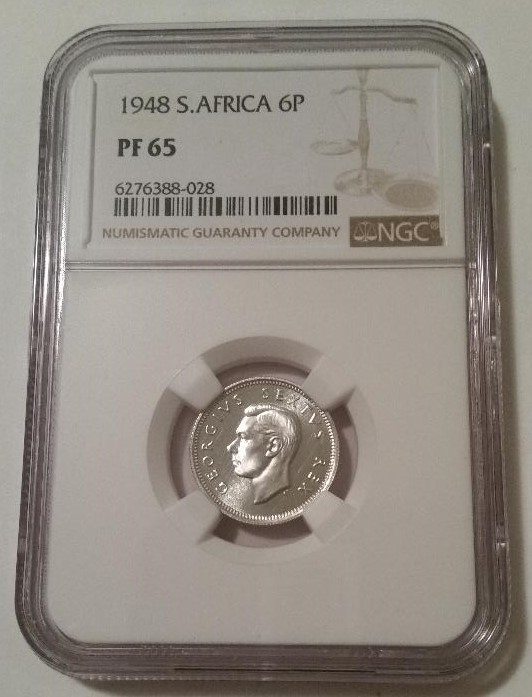 1948 S.AFRICA 6P
PF 65
6276388-028
NUMISMATIC GUARANTY COMPANY
NGC®
GEORGIVS SEXTVS REX